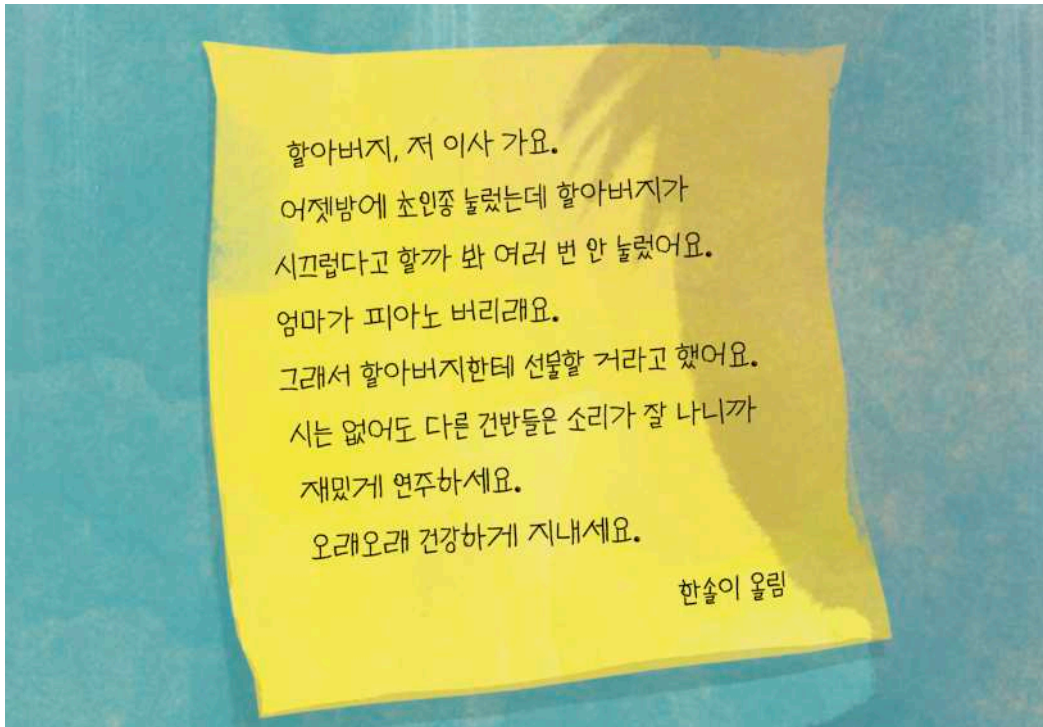 할아버지, 저 이사 가요.
어젯밤에 초인종 눌렀는데 할아버지가
시끄럽다고 할까 봐 여러 번 안 눌렀어요.
엄마가 피아노 버리래요.
그래서 할아버지한테 선물할 거라고 했어요.
시는 없어도 다른 건반들은 소리가 잘 나니까
재밌게 연주하세요.
오래오래 건강하게 지내세요.
한솔이 올림